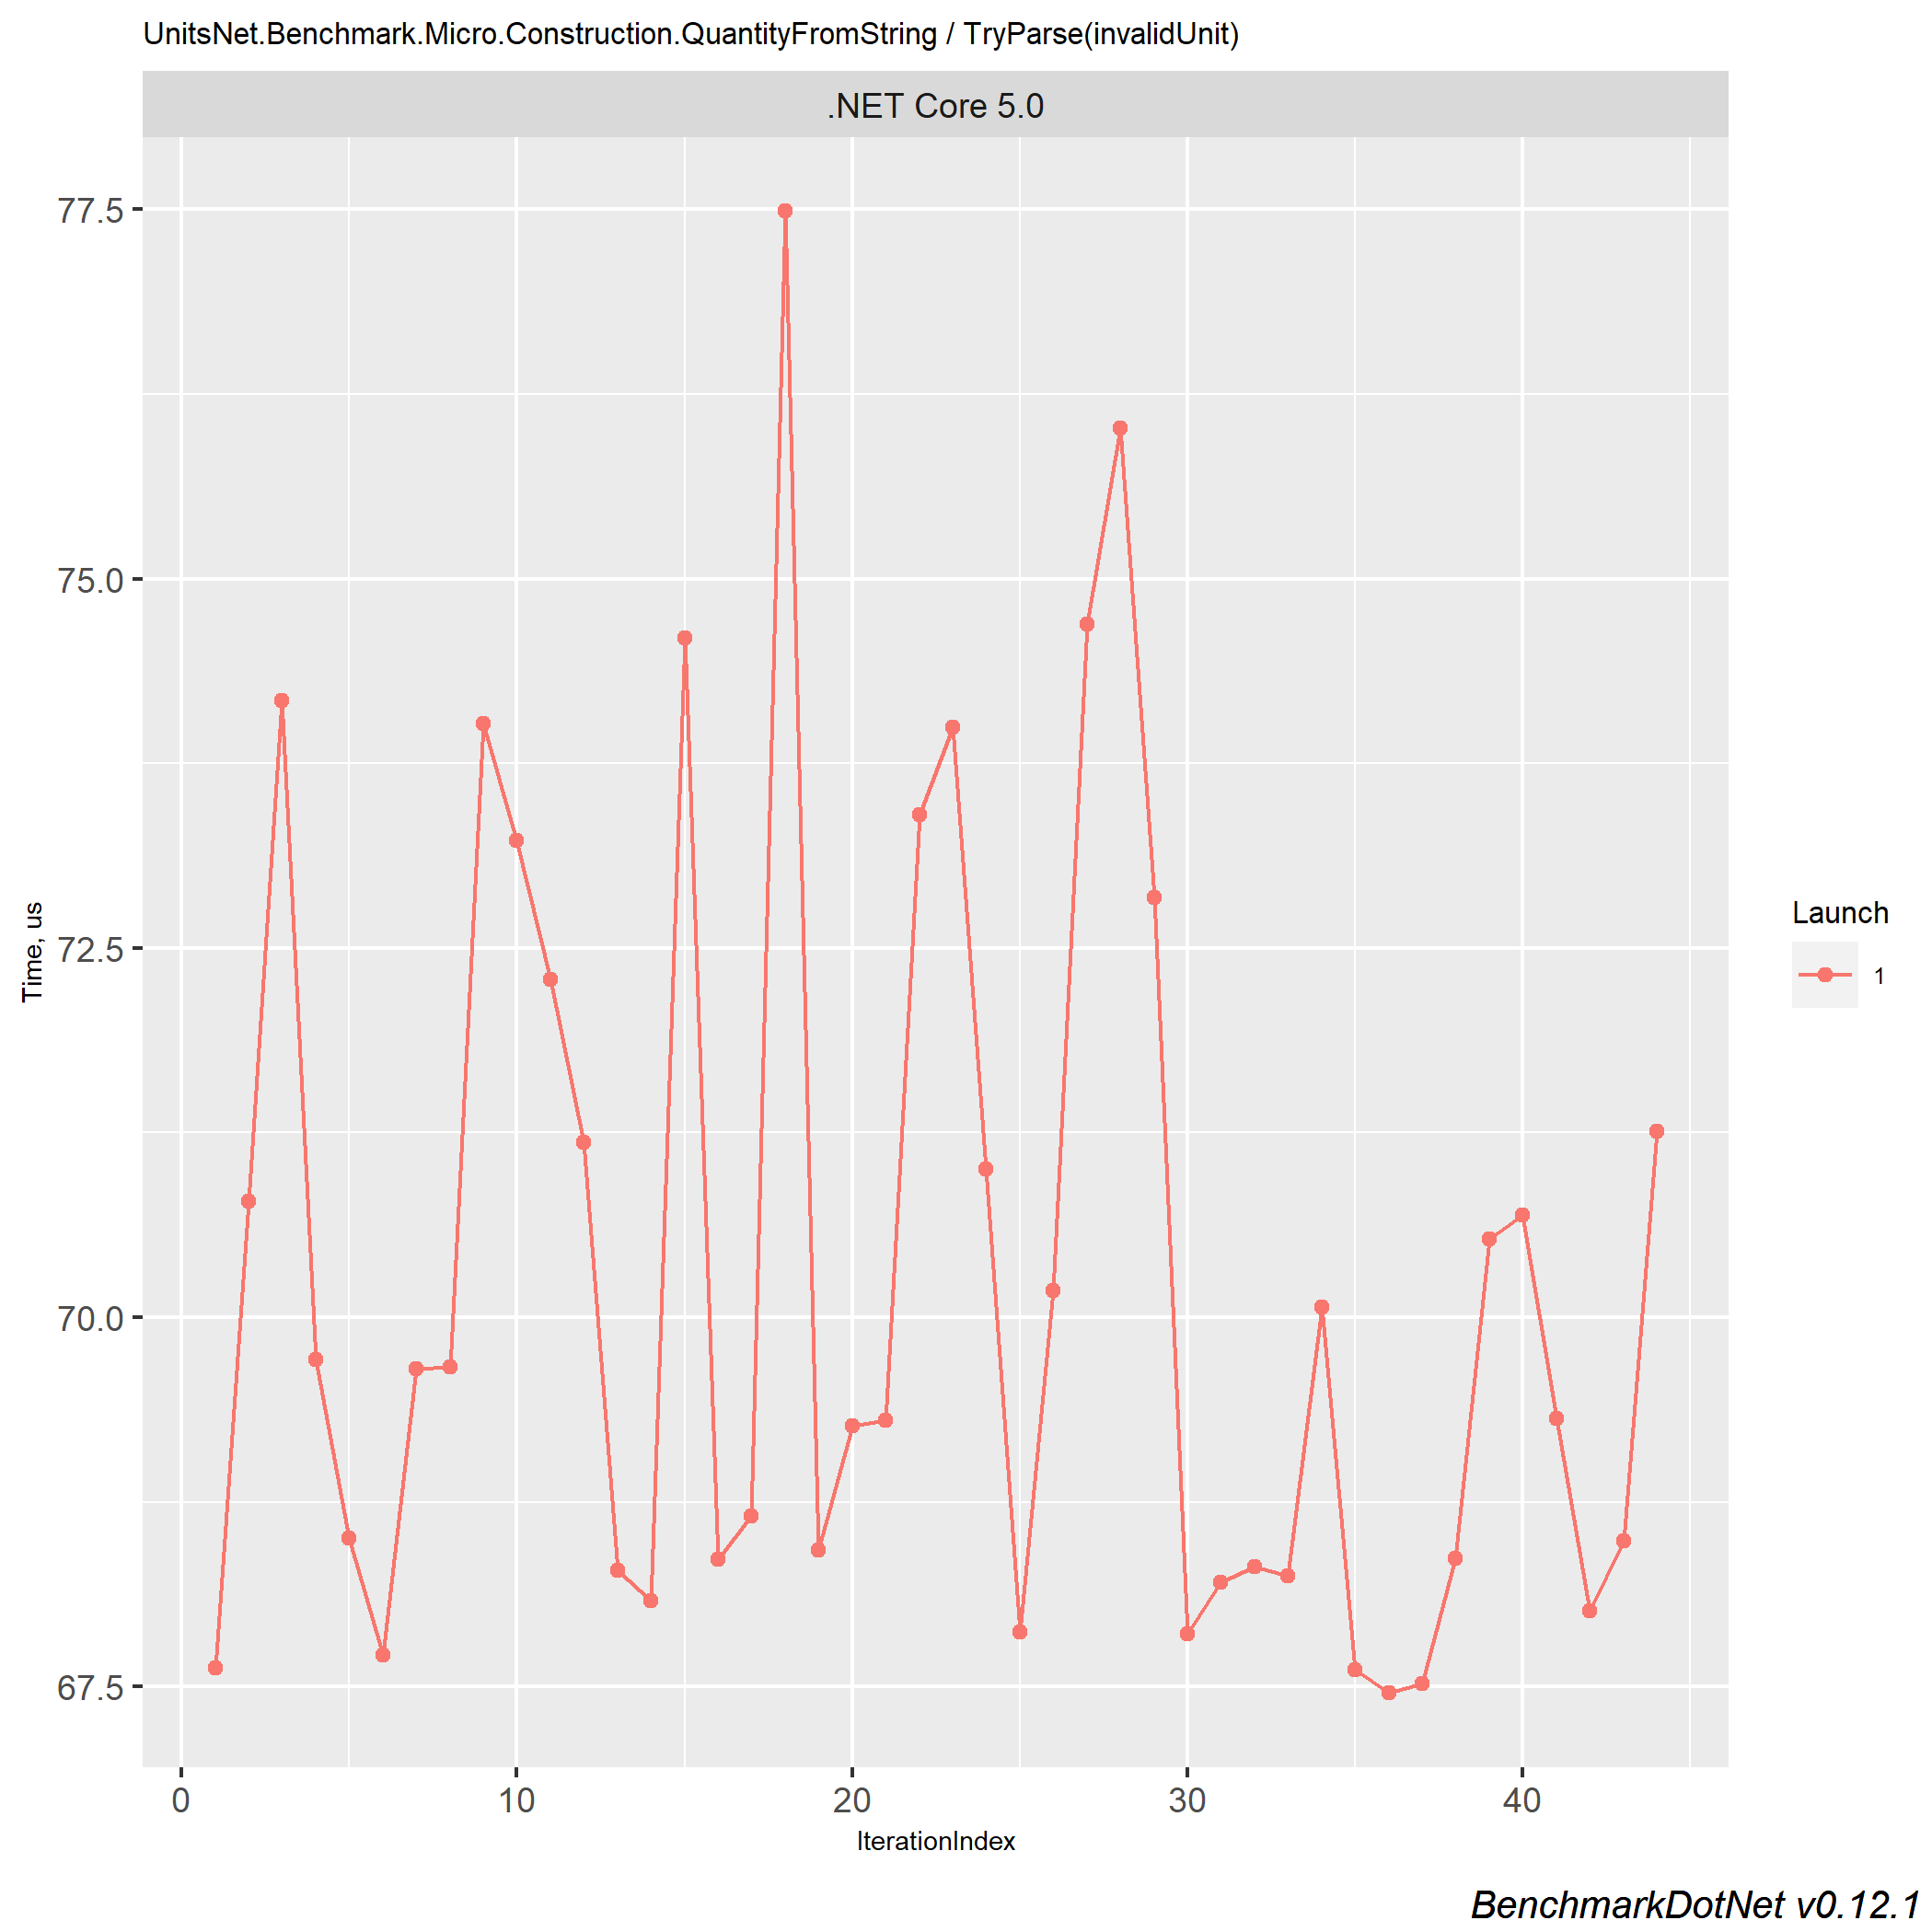 UnitsNet.Benchmark.Micro.Construction.QuantityFromString / TryParse(invalidUnit)
.NET Core 5.0
77.5
75.0
72.5
70.0
67.5
Time, us
0 10 20 30 40
IterationIndex
Launch
1
BenchmarkDotNet v0.12.1